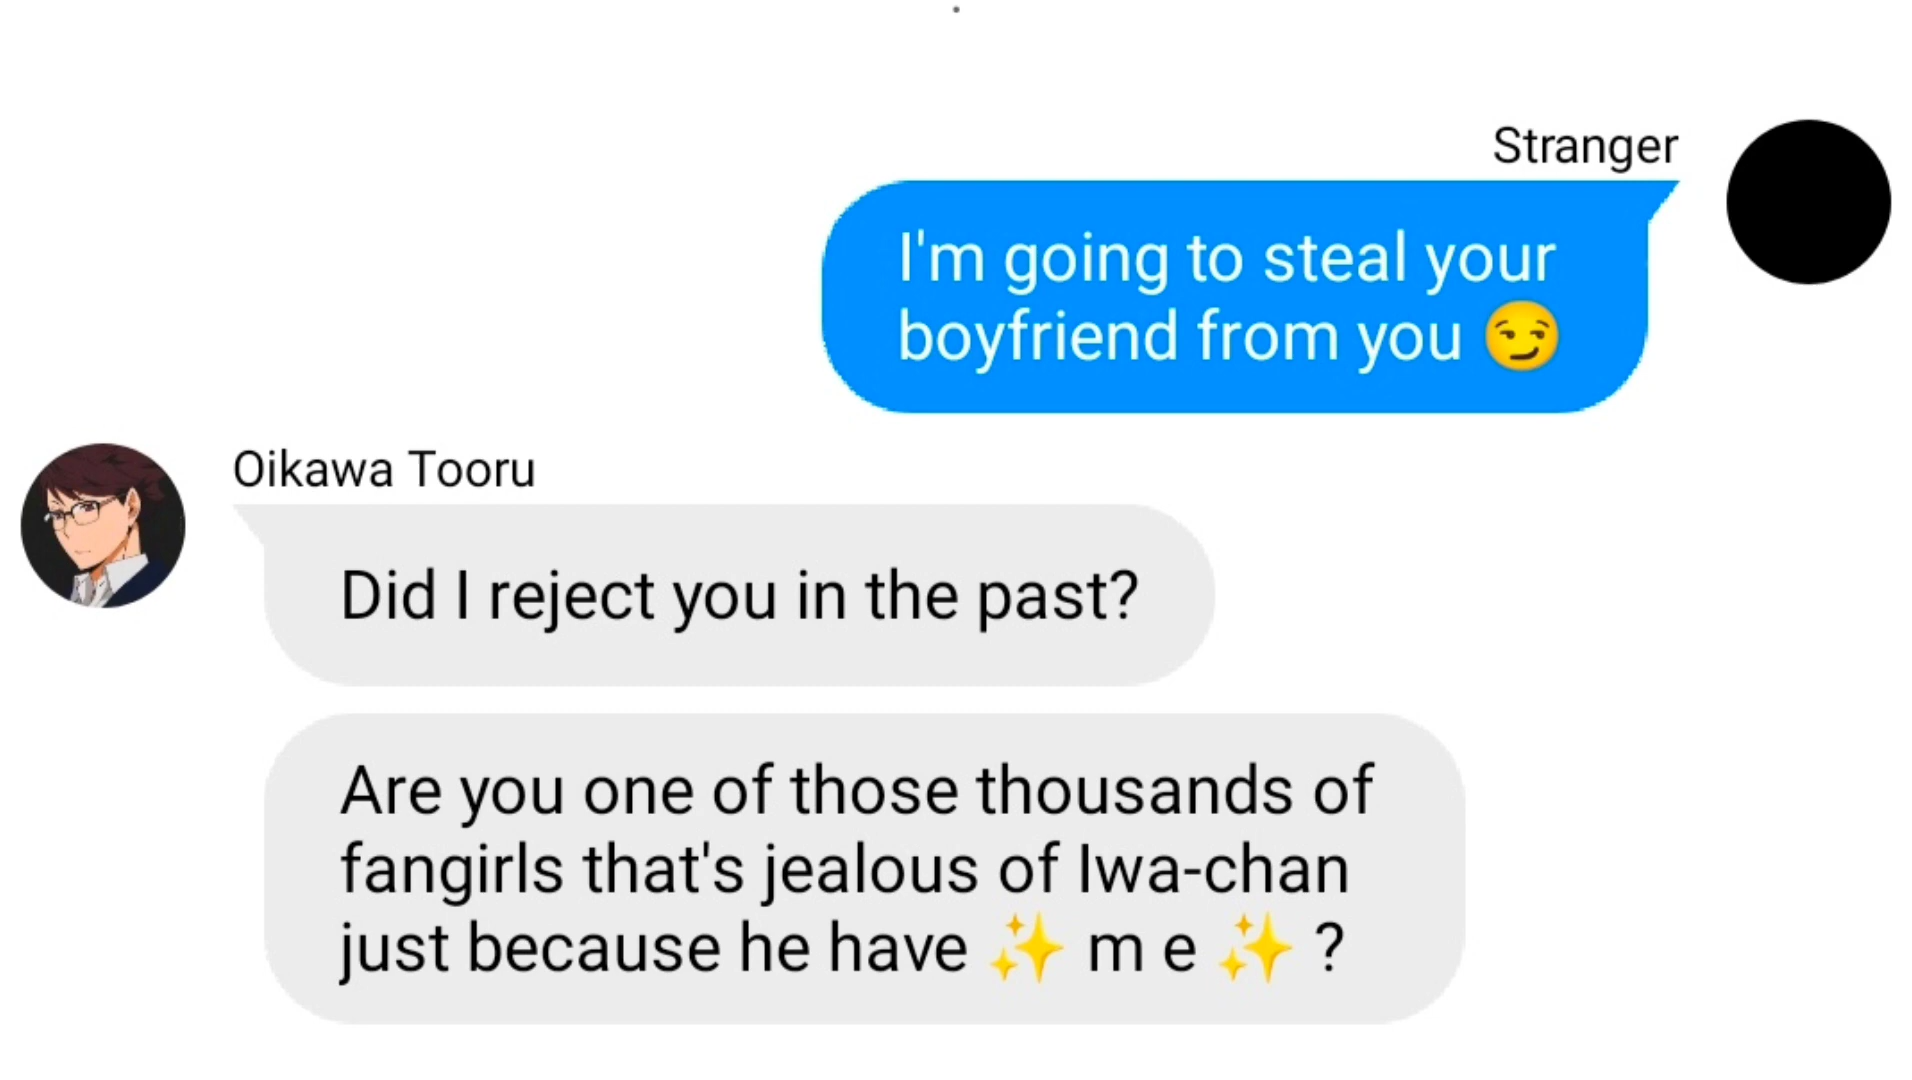 Stranger
I'm going to steal your
boyfriend from you 😏
Oikawa Tooru
Did I reject you in the past?
Are you one of those thousands of
fangirls that's jealous of Iwa-chan
just because he have ✨ m e ✨ ?